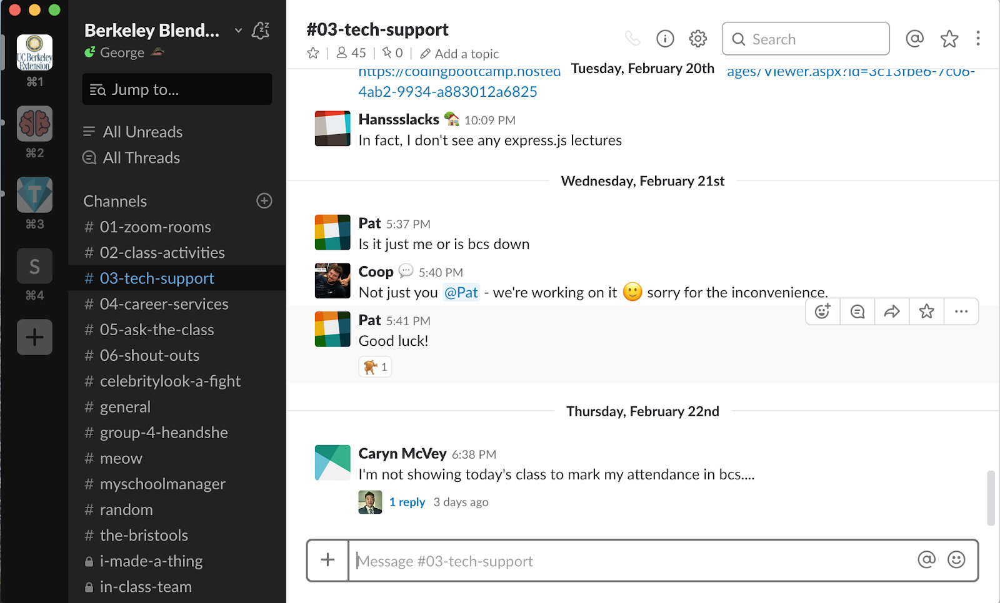 UC Berkeley
Extension
⌘1
⌘2
T
⌘3
S
⌘4
Berkeley Blend...
George
Jump to...
All Unreads
All Threads
Channels
# 01-zoom-rooms
# 02-class-activities
# 03-tech-support
# 04-career-services
# 05-ask-the-class
# 06-shout-outs
# celebritylook-a-fight
# general
# group-4-heandshe
# meow
# myschoolmanager
# random
# the-bristools
i-made-a-thing
in-class-team
#03-tech-support
45 0 Add a topic
Search
https://codingbootcamp.hosted Tuesday, February 20th ages/Viewer.aspx?id=3c13fbe6-7c06-
4ab2-9934-a883012a6825
Hanssslacks 10:09 PM
In fact, I don't see any express.js lectures
Wednesday, February 21st
Pat 5:37 PM
Is it just me or is bcs down
Coop 5:40 PM
Not just you @Pat - we're working on it 🙂 sorry for the inconvenience.
Pat 5:41 PM
Good luck!
1
Thursday, February 22nd
Caryn McVey 6:38 PM
I'm not showing today's class to mark my attendance in bcs....
1 reply 3 days ago
Message #03-tech-support